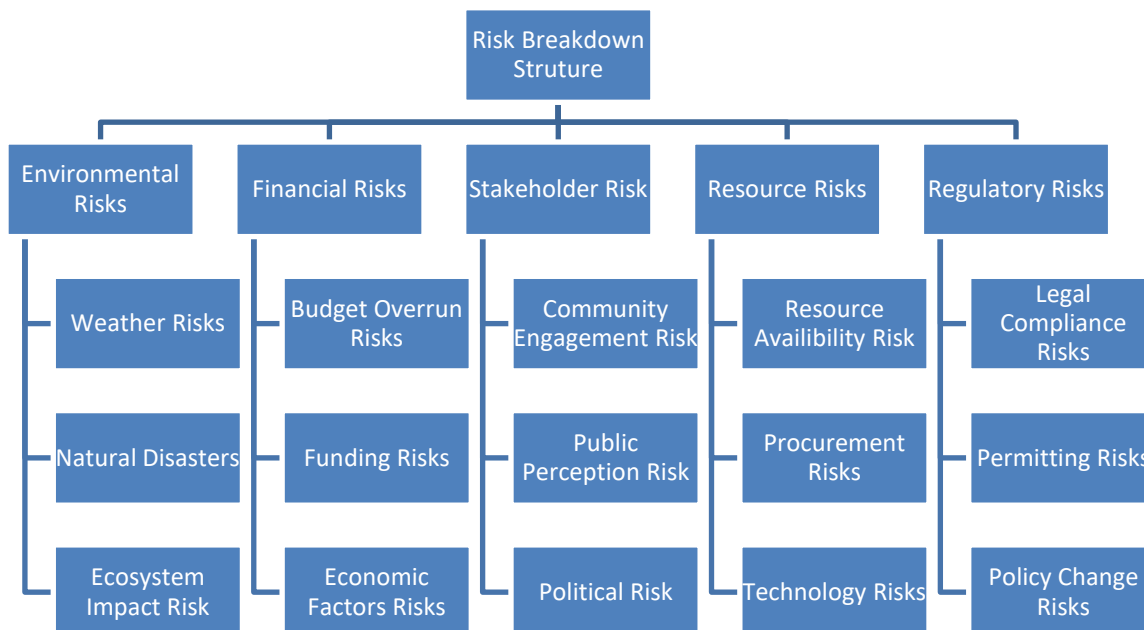 Risk Breakdown
Struture
Environmental
Risks
Financial Risks
Stakeholder Risk
Resource Risks
Regulatory Risks
Weather Risks
Budget Overrun
Risks
Community
Engagement Risk
Resource
Availibility Risk
Legal
Compliance
Risks
Natural Disasters
Funding Risks
Public
Perception Risk
Procurement
Risks
Permitting Risks
Ecosystem
Impact Risk
Economic
Factors Risks
Political Risk
Technology Risks
Policy Change
Risks